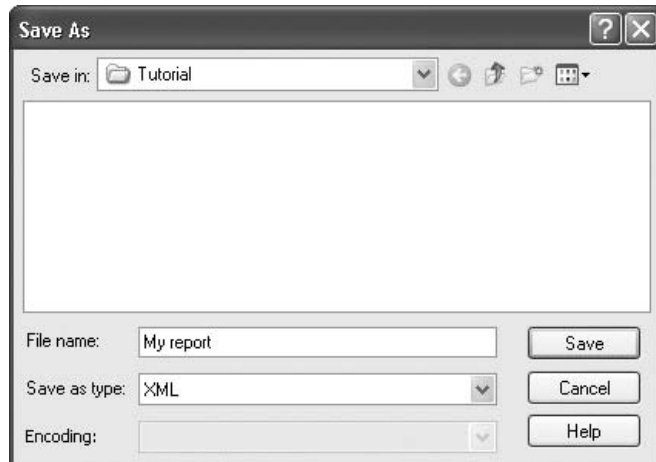 Save As
Save in: Tutorial
File name: My report Save
Save as type: XML Cancel
Encoding: Help